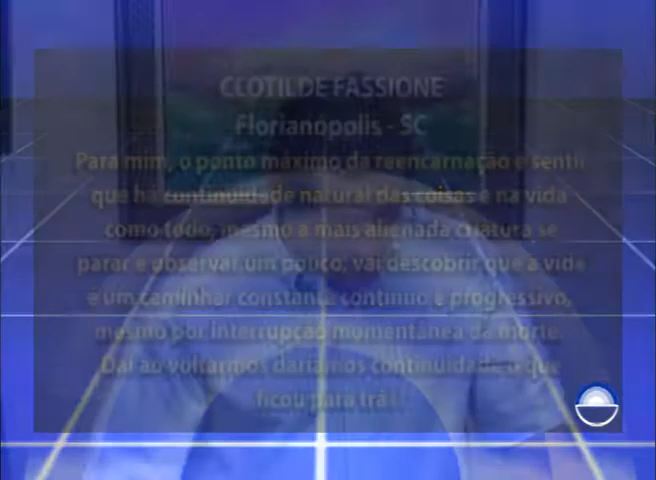 CLOTILDE FASSIONE
Florianópolis - SC
Para mim, o ponto máximo da reencarnação é sentir
que há continuidade natural das coisas e na vida
como todo, mesmo a mais alienada criatura se
parar e observar um pouco, vai descobrir que a vida
é um caminhar constante continuo e progressivo,
mesmo por interrupção momentânea da morte.
Daí ao voltarmos daríamos continuidade o que
ficou para trás!